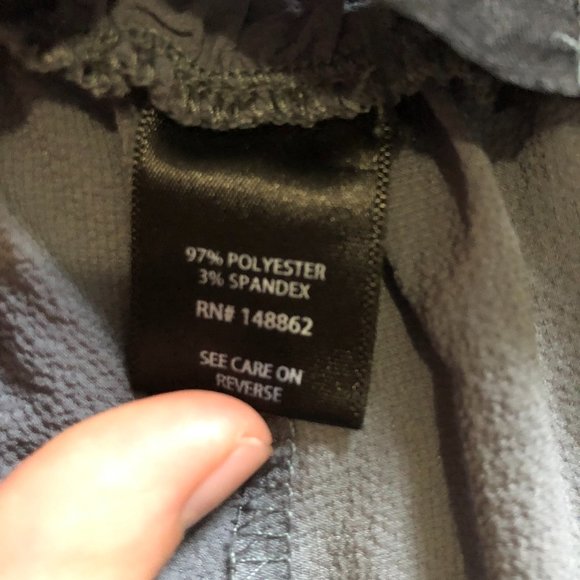 97% POLYESTER
3% SPANDEX
RN# 148862
SEE CARE ON
REVERSE